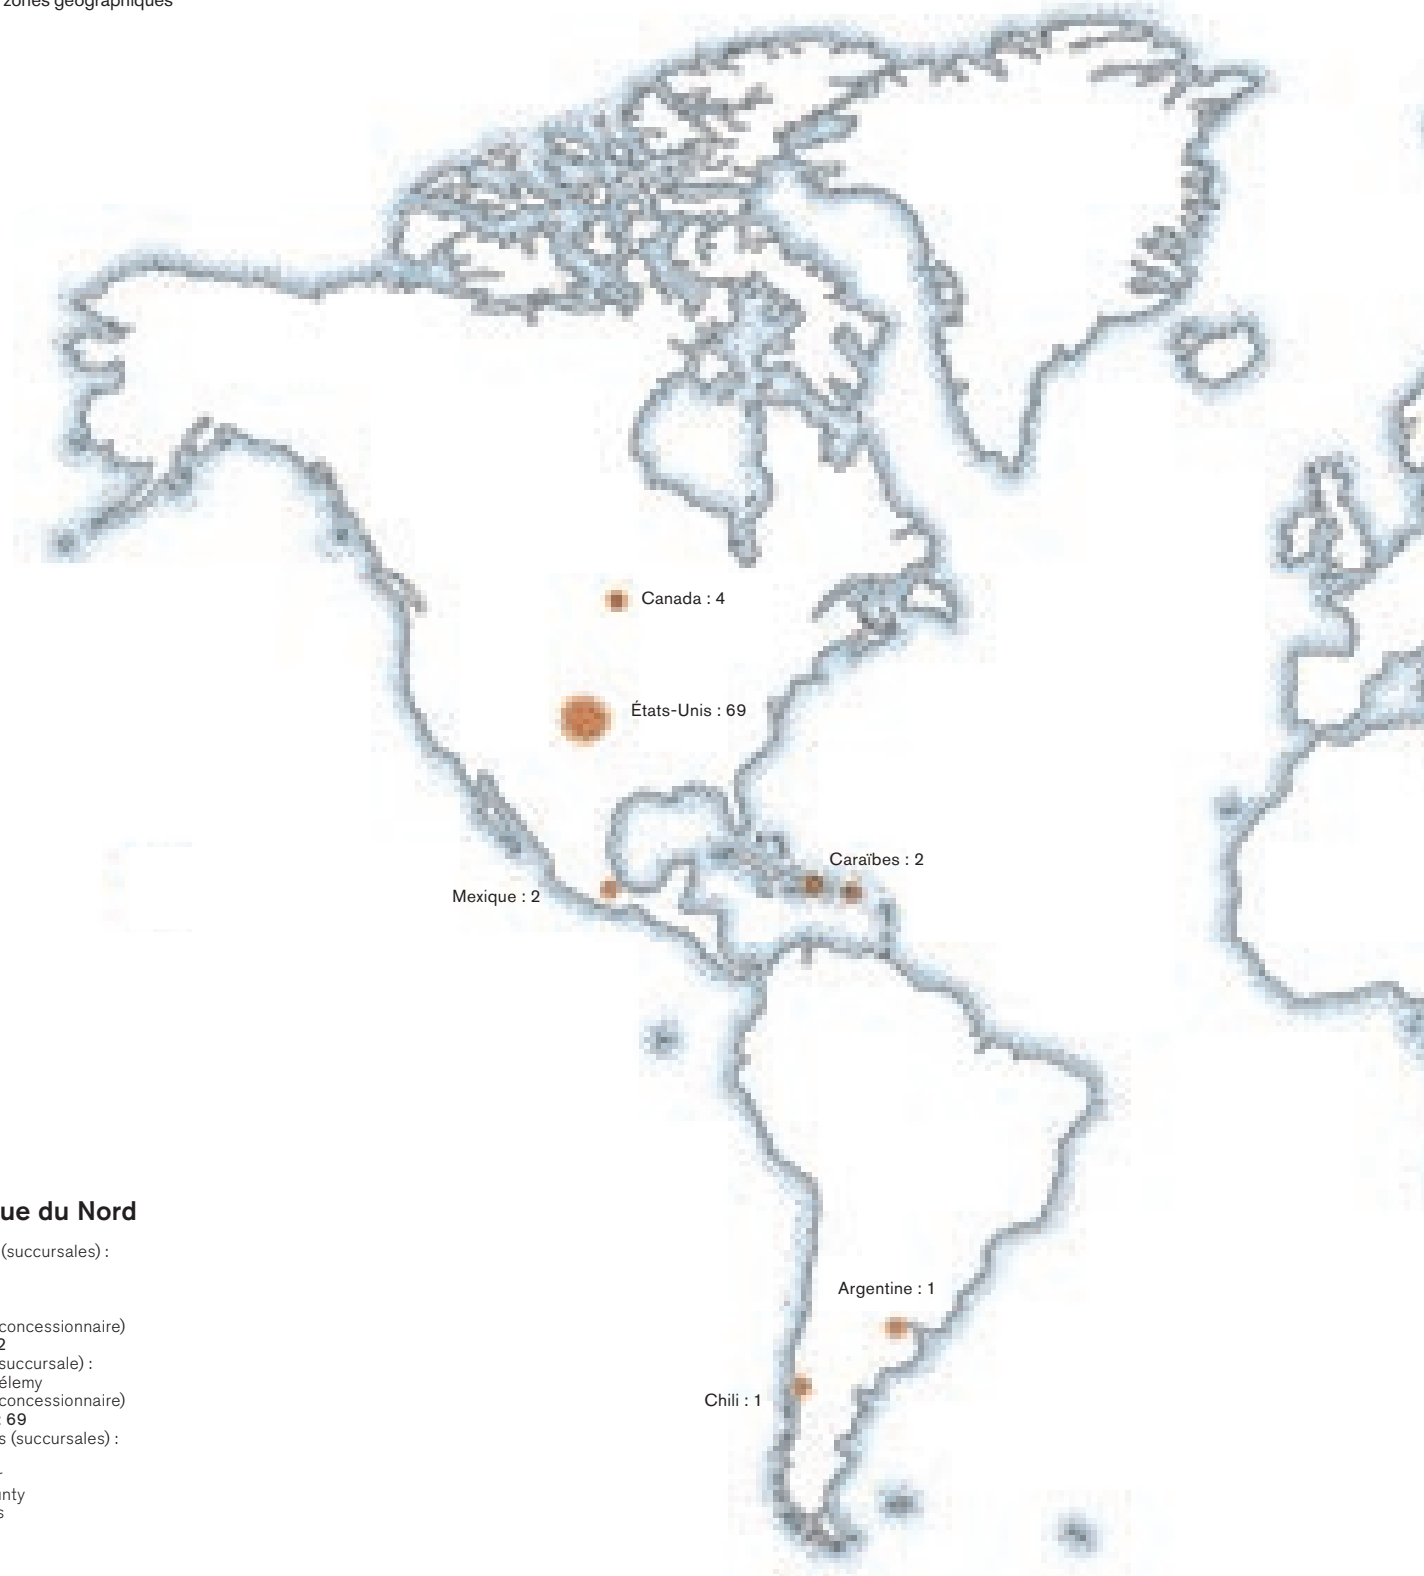 zones géographiques
Canada : 4
États-Unis : 69
Caraïbes : 2
Mexique : 2
ue du Nord
(succursales) :
concessionnaire)
2
succursale) :
élemy
concessionnaire)
: 69
s (succursales) :
nty
s
Argentine : 1
Chili : 1